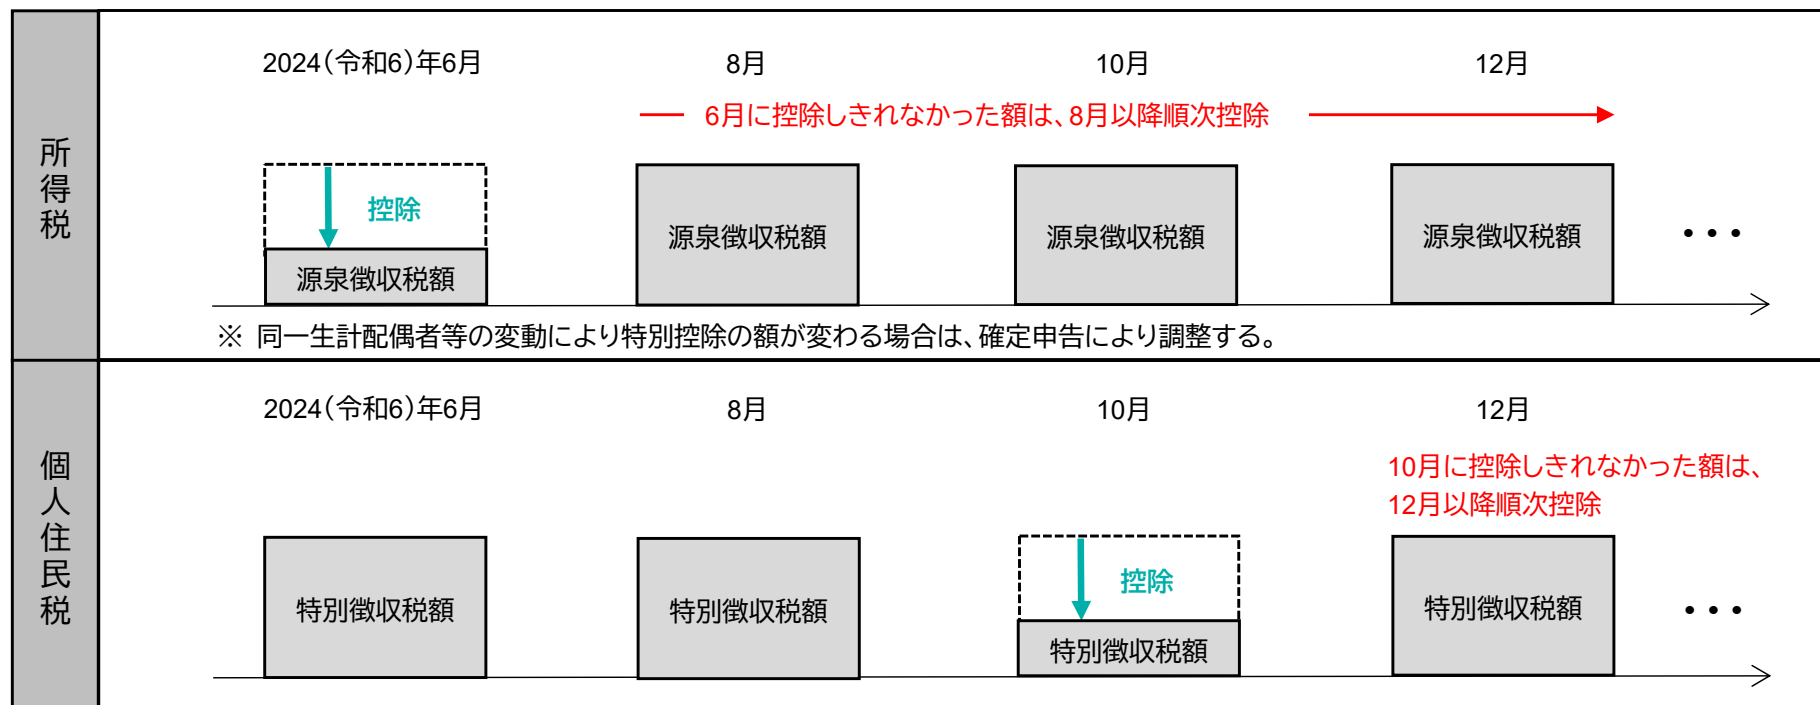 所得税
2024（令和6）年6月
8月
10月
12月
6月に控除しきれなかった額は、8月以降順次控除
控除
源泉徴収税額
源泉徴収税額
源泉徴収税額
源泉徴収税額
・・・
※ 同一生計配偶者等の変動により特別控除の額が変わる場合は、確定申告により調整する。
個人住民税
2024（令和6）年6月
8月
10月
12月
10月に控除しきれなかった額は、
12月以降順次控除
特別徴収税額
特別徴収税額
控除
特別徴収税額
特別徴収税額
・・・